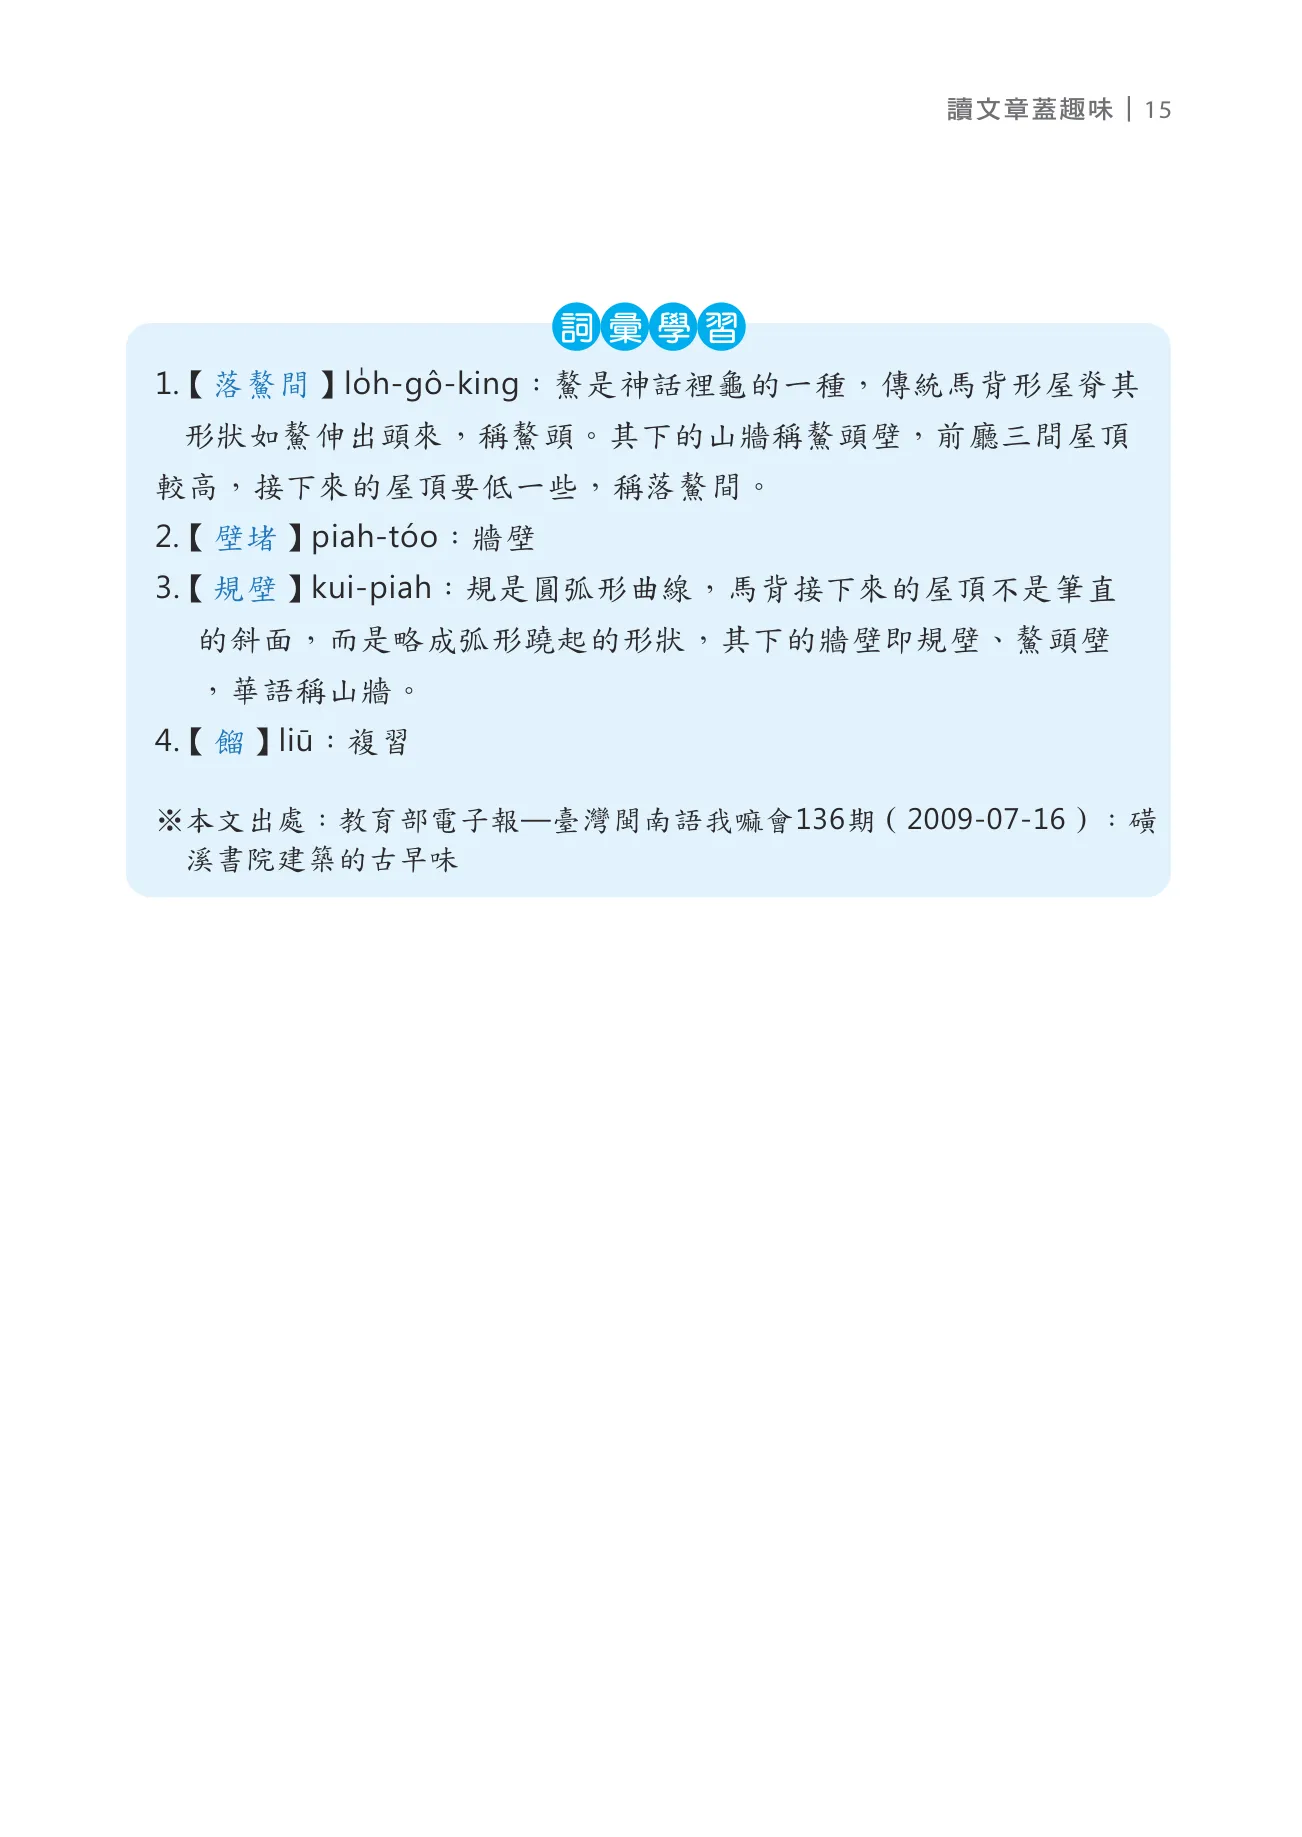 讀文章蓋趣味｜15
詞彙學習
1.【落鰲間】lo̍h-gô-king：鰲是神話裡龜的一種，傳統馬背形屋脊其
形狀如鰲伸出頭來，稱鰲頭。其下的山牆稱鰲頭壁，前廳三間屋頂
較高，接下來的屋頂要低一些，稱落鰲間。
2.【壁堵】piah-tóo：牆壁
3.【規壁】kui-piah：規是圓弧形曲線，馬背接下來的屋頂不是筆直
的斜面，而是略成弧形蹺起的形狀，其下的牆壁即規壁、鰲頭壁
，華語稱山牆。
4.【餾】liū：複習
※本文出處：教育部電子報—臺灣閩南語我嘛會136期（2009-07-16）：磺
溪書院建築的古早味